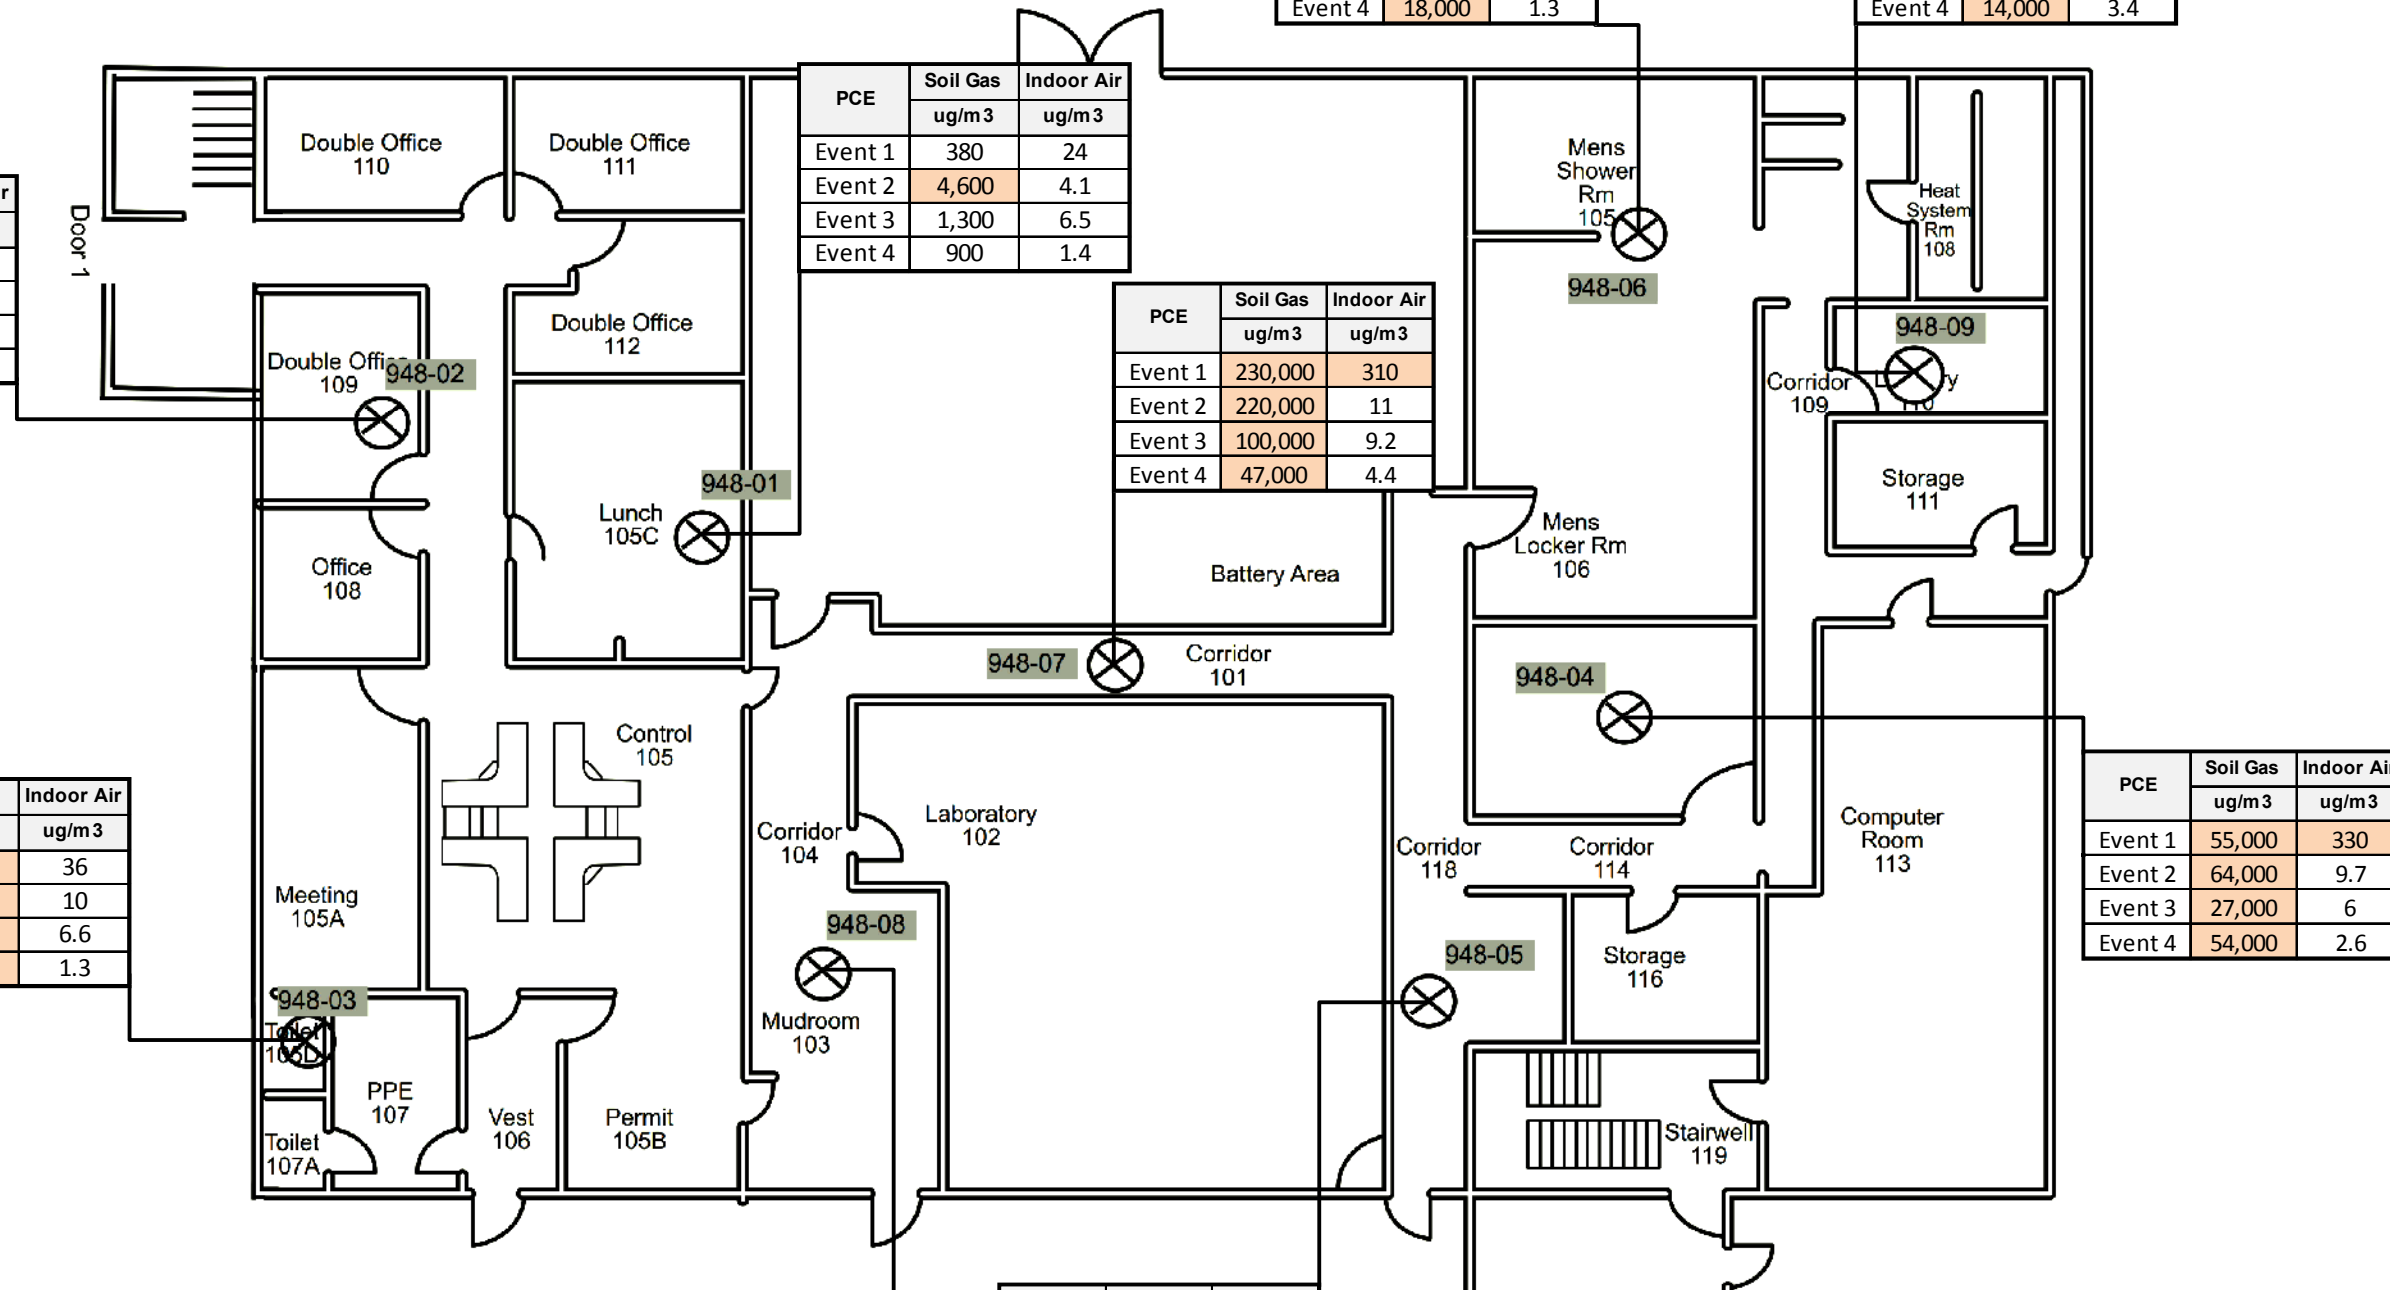 Event 4 18,000 1.3
Event 4 14,000 3.4
PCE Soil Gas Indoor Air
ug/m3 ug/m3
Event 1 380 24
Event 2 4,600 4.1
Event 3 1,300 6.5
Event 4 900 1.4
Double Office
110
Double Office
111
Mens
Shower
Rm
105
Heat
System
Rm
108
r
Door 1
948-06
PCE Soil Gas Indoor Air
ug/m3 ug/m3
Event 1 230,000 310
Event 2 220,000 11
Event 3 100,000 9.2
Event 4 47,000 4.4
Double Office
112
948-09
Double Offic
109
948-02
Corridor
109
L y
110
948-01
Lunch
105C
Storage
111
Mens
Locker Rm
106
Office
108
Battery Area
948-07
Corridor
101
948-04
Control
105
PCE Soil Gas Indoor Air
ug/m3 ug/m3
Event 1 55,000 330
Event 2 64,000 9.7
Event 3 27,000 6
Event 4 54,000 2.6
Indoor Air
ug/m3
36
10
6.6
1.3
Corridor
104
Laboratory
102
Corridor
118
Corridor
114
Computer
Room
113
Meeting
105A
948-08
948-05
Storage
116
948-03
Toilet
105D
Mudroom
103
PPE
107
Vest
106
Permit
105B
Toilet
107A
Stairwell
119